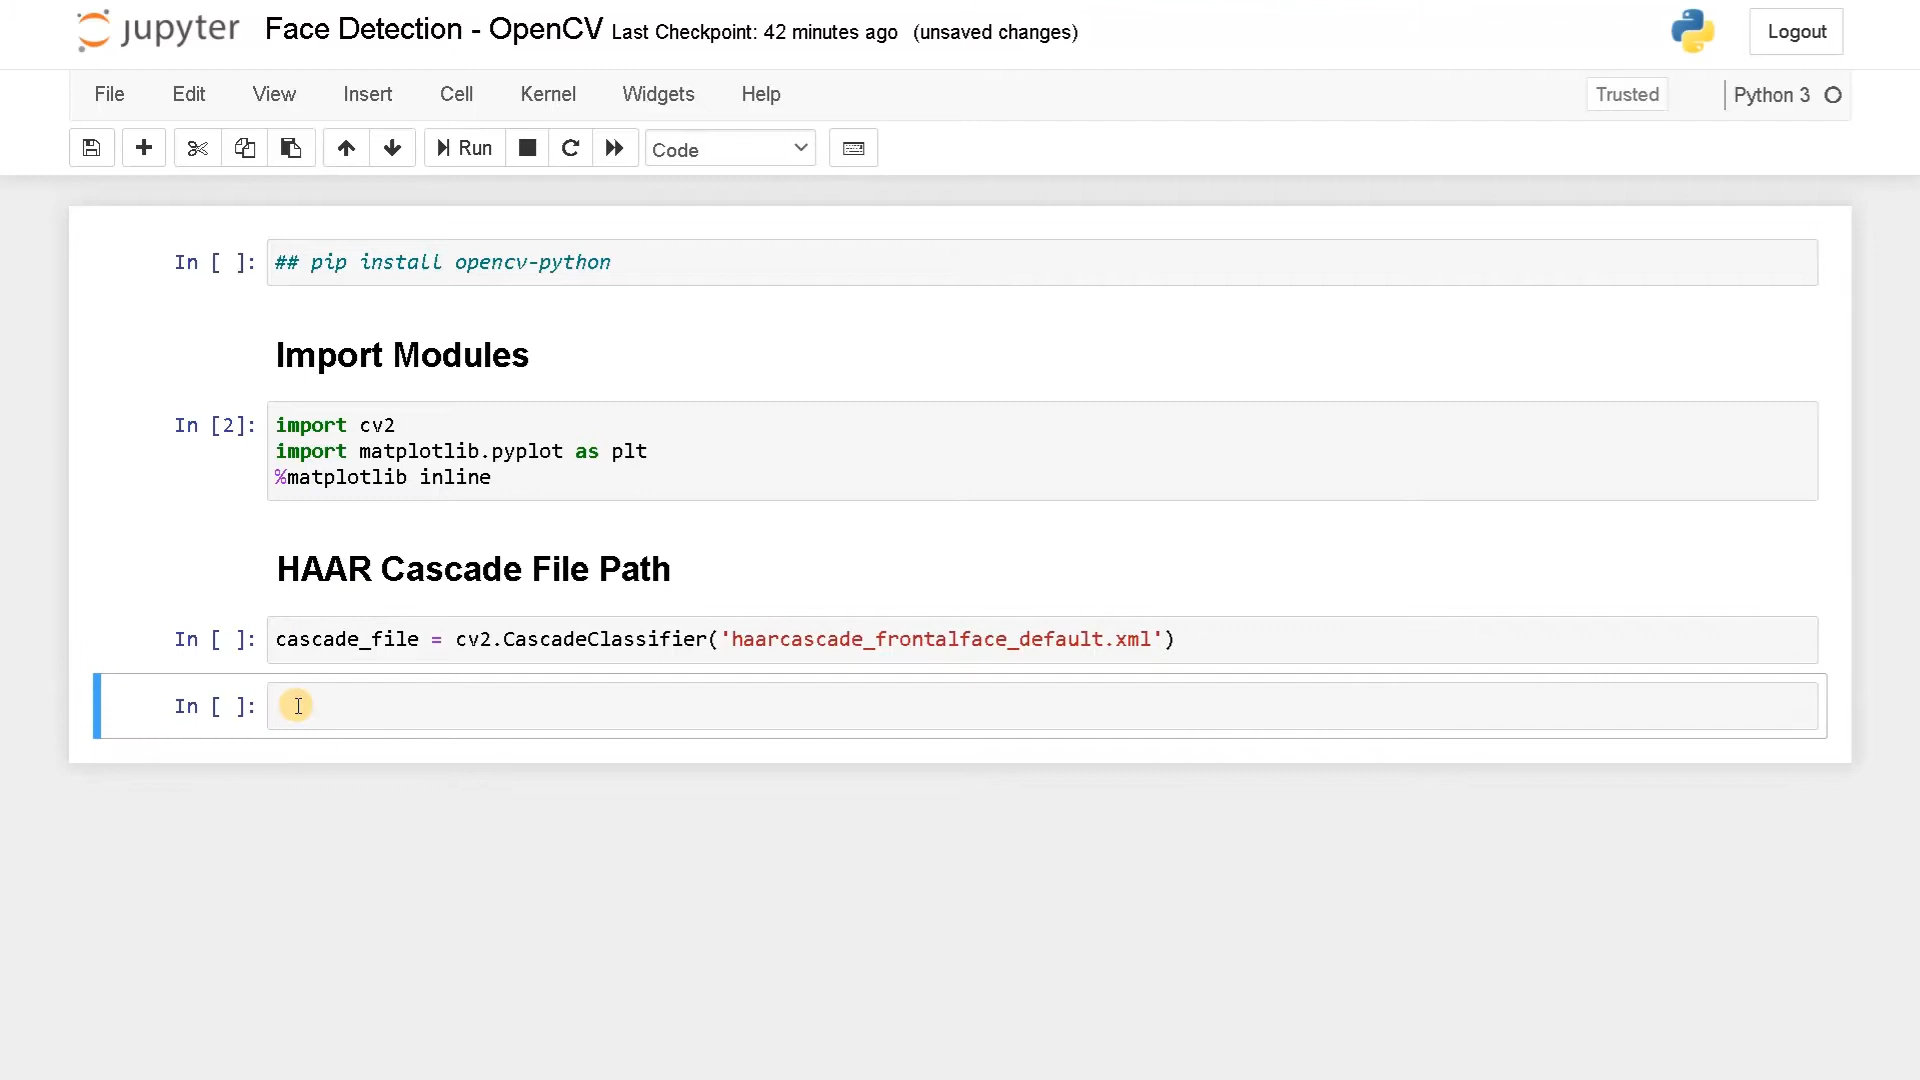 jupyter Face Detection - OpenCV Last Checkpoint: 42 minutes ago (unsaved changes) Logout
File Edit View Insert Cell Kernel Widgets Help Trusted Python 3
Run Code
In [ ]: ## pip install opencv-python
Import Modules
In [2]: import cv2
import matplotlib.pyplot as plt
%matplotlib inline
HAAR Cascade File Path
In [ ]: cascade_file = cv2.CascadeClassifier('haarcascade_frontalface_default.xml')
In [ ]: